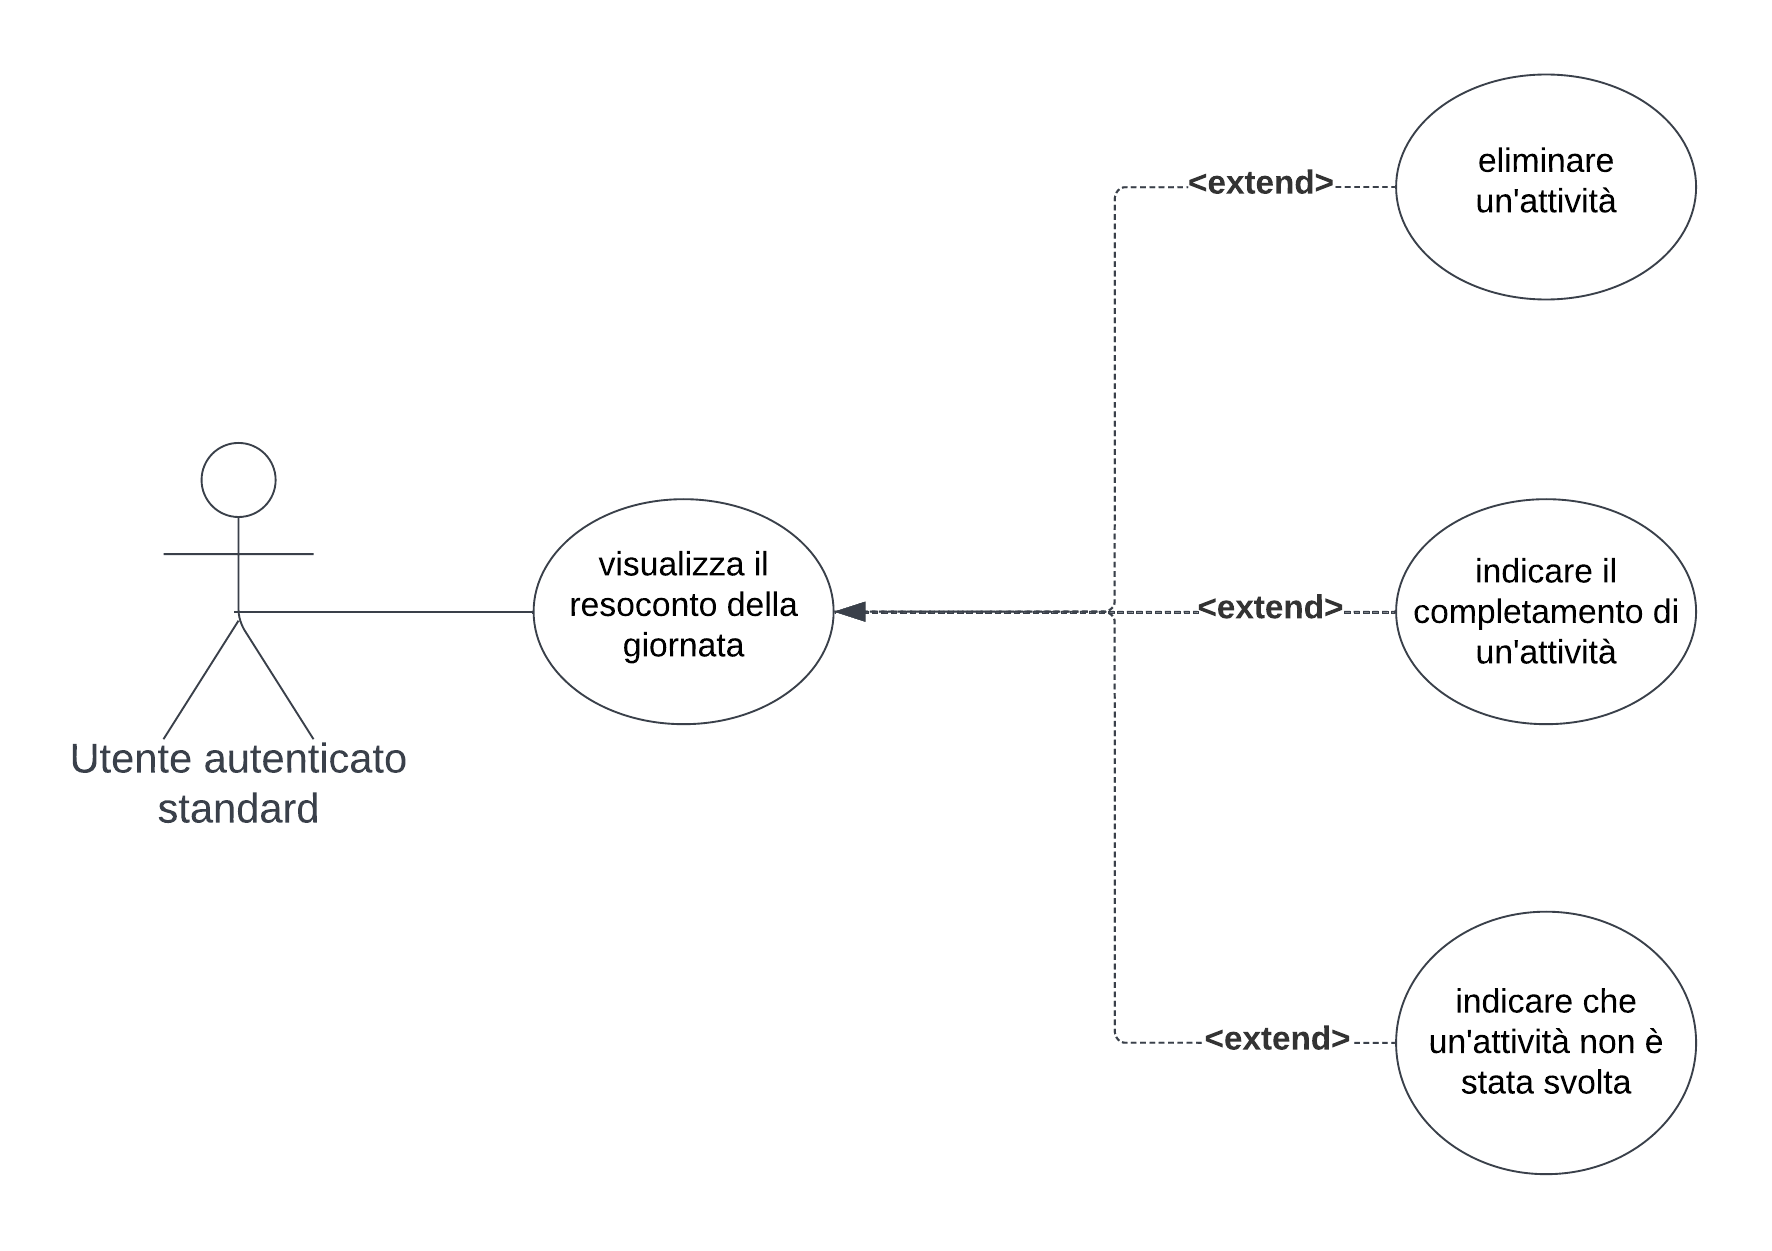 eliminare
un'attività
<extend>
visualizza il
resoconto della
giornata
<extend>
indicare il
completamento di
un'attività
Utente autenticato
standard
<extend>
indicare che
un'attività non è
stata svolta